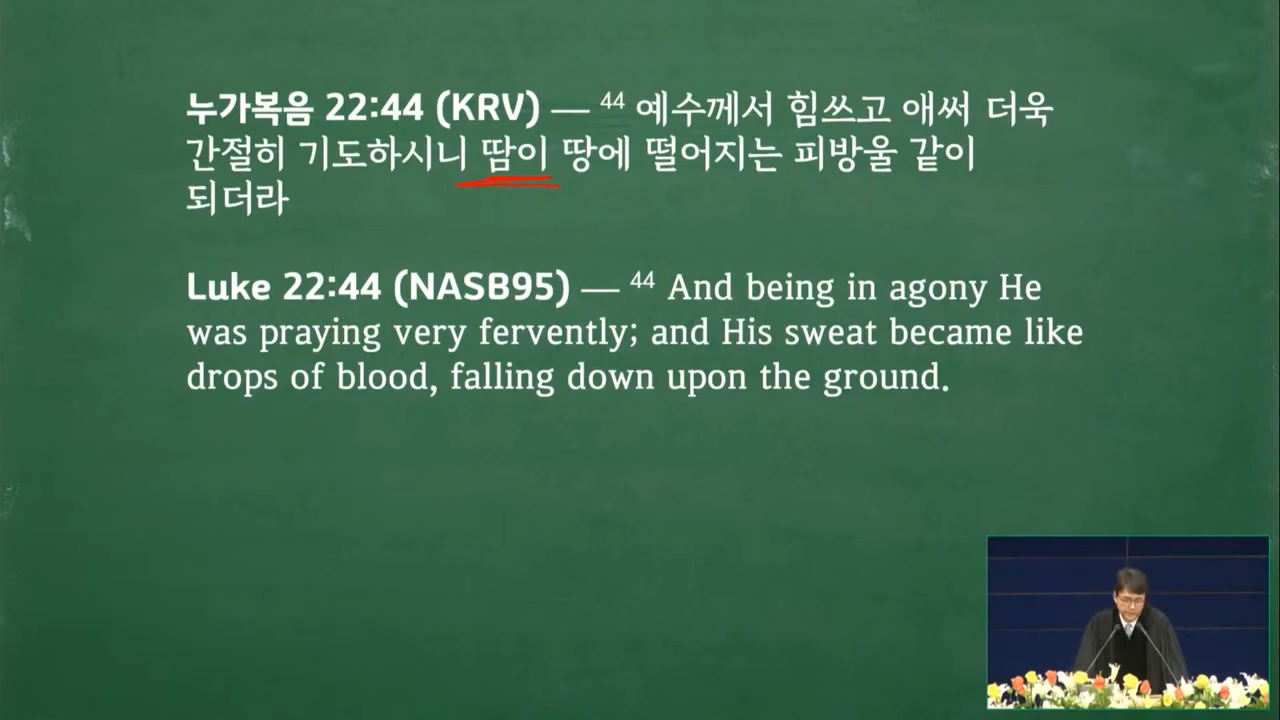 누가복음 22:44 (KRV) — 44 예수께서 힘쓰고 애써 더욱
간절히 기도하시니 땀이 땅에 떨어지는 피방울 같이
되더라
Luke 22:44 (NASB95) — 44 And being in agony He
was praying very fervently; and His sweat became like
drops of blood, falling down upon the ground.